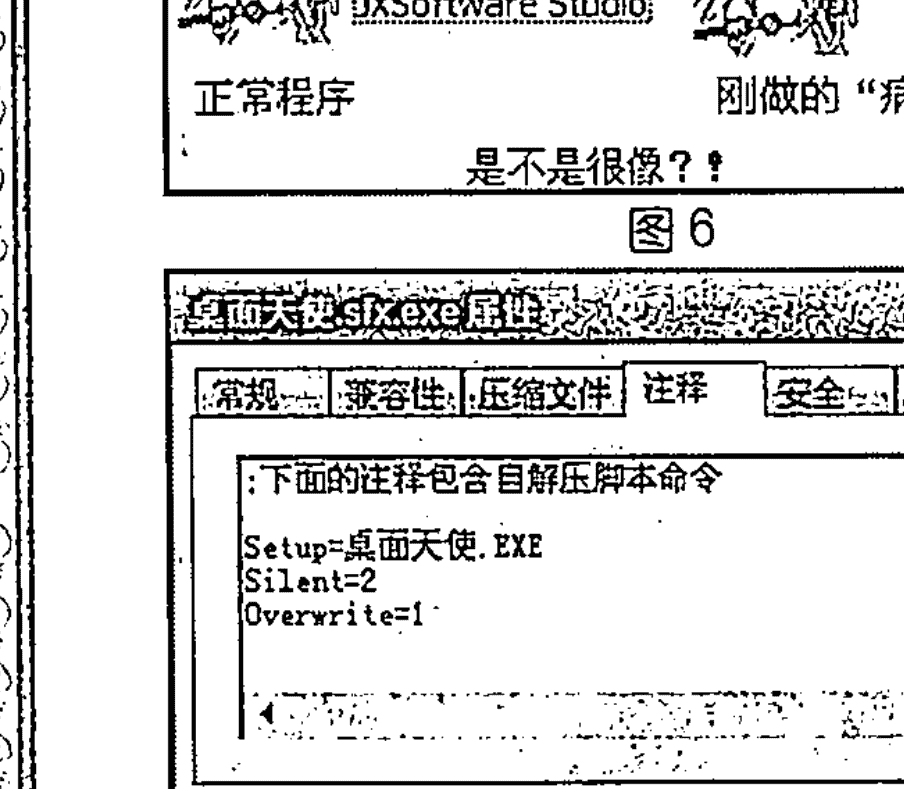 JXSoftware Studio
正常程序
刚做的“病
是不是很像？！
图 6
桌面天使.sfx.exe 属性
常规
兼容性
压缩文件
注释
安全
;下面的注释包含自解压脚本命令
Setup=桌面天使.EXE
Silent=2
Overwrite=1